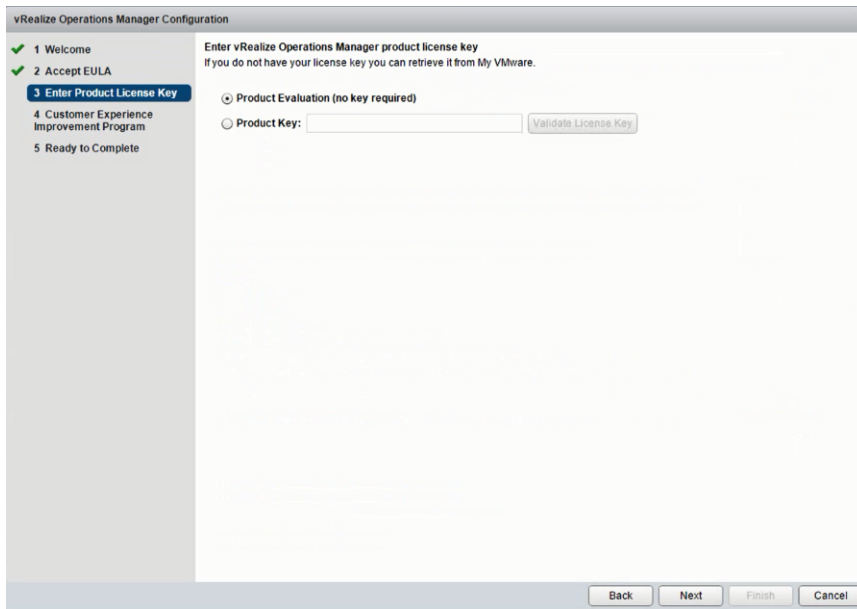 vRealize Operations Manager Configuration
1 Welcome
2 Accept EULA
3 Enter Product License Key
4 Customer Experience
Improvement Program
5 Ready to Complete
Enter vRealize Operations Manager product license key
If you do not have your license key you can retrieve it from My VMware.
Product Evaluation (no key required)
Product Key:
Validate License Key
Back
Next
Finish
Cancel